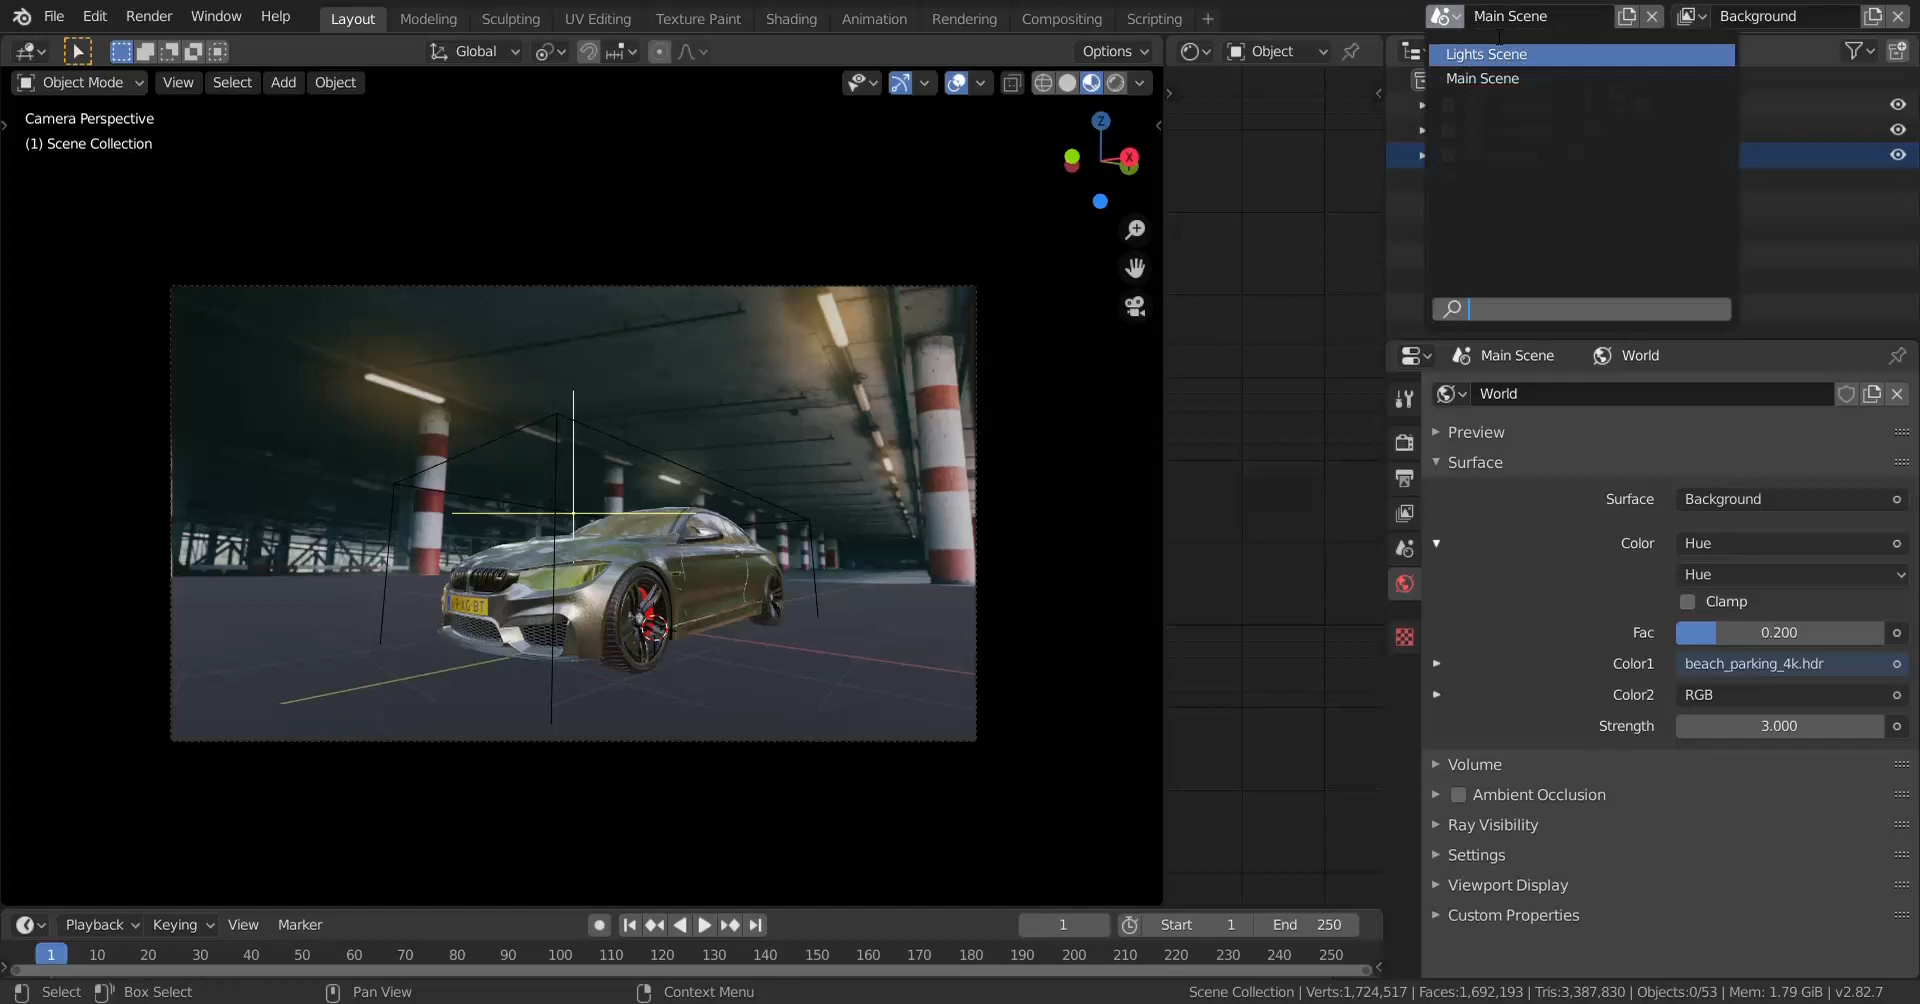 File Edit Render Window Help Layout Modeling Sculpting UV Editing Texture Paint Shading Animation Rendering Compositing Scripting + Main Scene Background
Global Options Object
Lights Scene
Main Scene
Object Mode View Select Add Object
Camera Perspective
(1) Scene Collection
Z
X
Y
Main Scene World
World
Preview
Surface
Surface Background
Color Hue
Hue
Clamp
Fac 0.200
Color1 beach_parking_4k.hdr
Color2 RGB
Strength 3.000
Volume
Ambient Occlusion
Ray Visibility
Settings
Viewport Display
Custom Properties
Playback Keying View Marker 1 Start 1 End 250
1 10 20 30 40 50 60 70 80 90 100 110 120 130 140 150 160 170 180 190 200 210 220 230 240 250
Select Box Select Pan View Context Menu Scene Collection | Verts:1,724,517 | Faces:1,692,193 | Tris:3,387,830 | Objects:0/53 | Mem: 1.79 GiB | v2.82.7